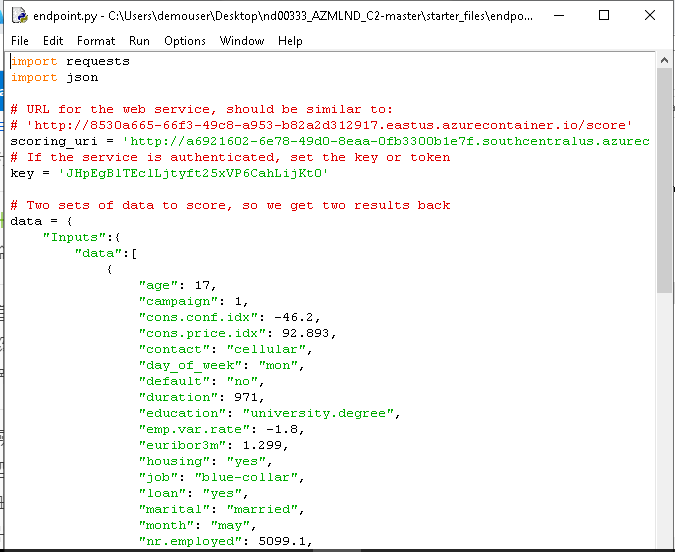 endpoint.py - C:\Users\demouser\Desktop\nd00333_AZMLND_C2-master\starter_files\endpo...
File Edit Format Run Options Window Help
import requests
import json
# URL for the web service, should be similar to:
# 'http://8530a665-66f3-49c8-a953-b82a2d312917.eastus.azurecontainer.io/score'
scoring_uri = 'http://a6921602-6e78-49d0-8eaa-0fb3300b1e7f.southcentralus.azurec
# If the service is authenticated, set the key or token
key = 'JHpEgBlTEclLjtyft25xVP6CahLijKtO'
# Two sets of data to score, so we get two results back
data = {
"Inputs":{
"data":[
{
"age": 17,
"campaign": 1,
"cons.conf.idx": -46.2,
"cons.price.idx": 92.893,
"contact": "cellular",
"day_of_week": "mon",
"default": "no",
"duration": 971,
"education": "university.degree",
"emp.var.rate": -1.8,
"euribor3m": 1.299,
"housing": "yes",
"job": "blue-collar",
"loan": "yes",
"marital": "married",
"month": "may",
"nr.employed": 5099.1,